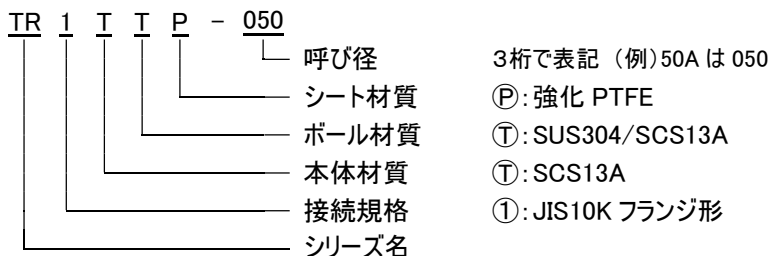 TR 1 T T P - 050
呼び径 3桁で表記 (例)50A は 050
シート材質 Ⓟ:強化 PTFE
ボール材質 Ⓣ:SUS304/SCS13A
本体材質 Ⓣ:SCS13A
接続規格 ①:JIS10K フランジ形
シリーズ名